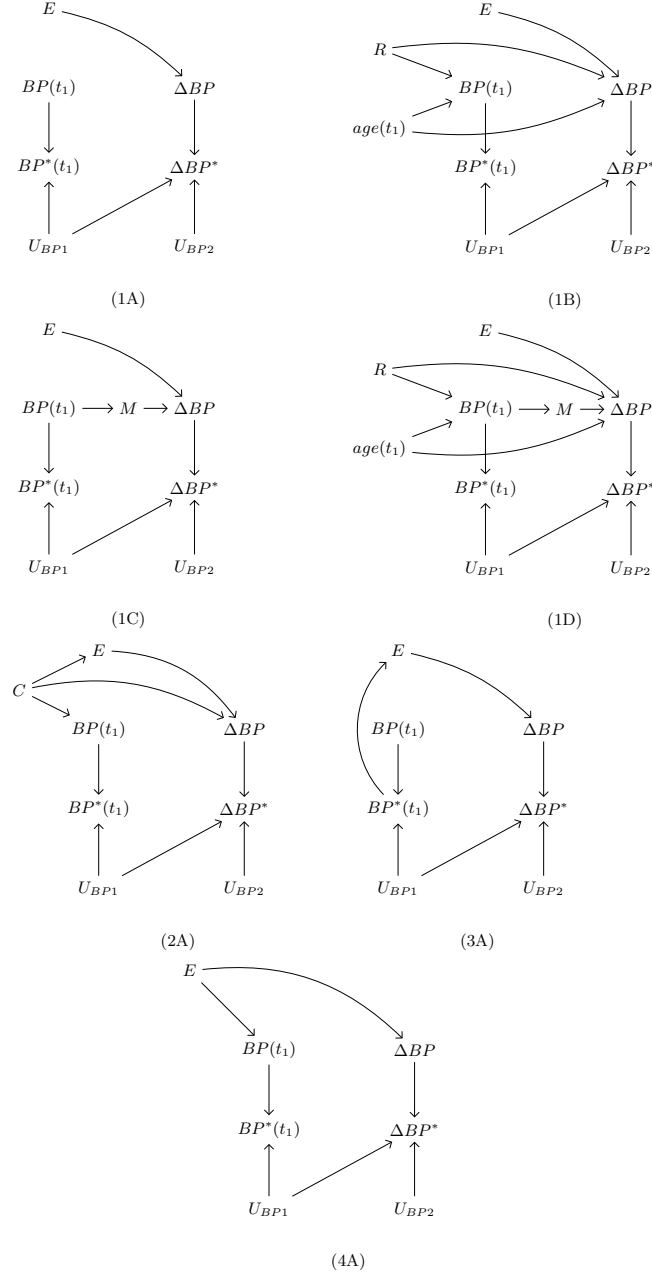 E E
R
BP(t₁) ΔBP BP(t₁) ΔBP
age(t₁)
BP*(t₁) ΔBP* BP*(t₁) ΔBP*
U_BP1 U_BP2 U_BP1 U_BP2
(1A) (1B)
E E
R
BP(t₁) M ΔBP BP(t₁) M ΔBP
age(t₁)
BP*(t₁) ΔBP* BP*(t₁) ΔBP*
U_BP1 U_BP2 U_BP1 U_BP2
(1C) (1D)
E E
C
BP(t₁) ΔBP BP(t₁) ΔBP
BP*(t₁) ΔBP* BP*(t₁) ΔBP*
U_BP1 U_BP2 U_BP1 U_BP2
(2A) (3A)
E
BP(t₁) ΔBP
BP*(t₁) ΔBP*
U_BP1 U_BP2
(4A)